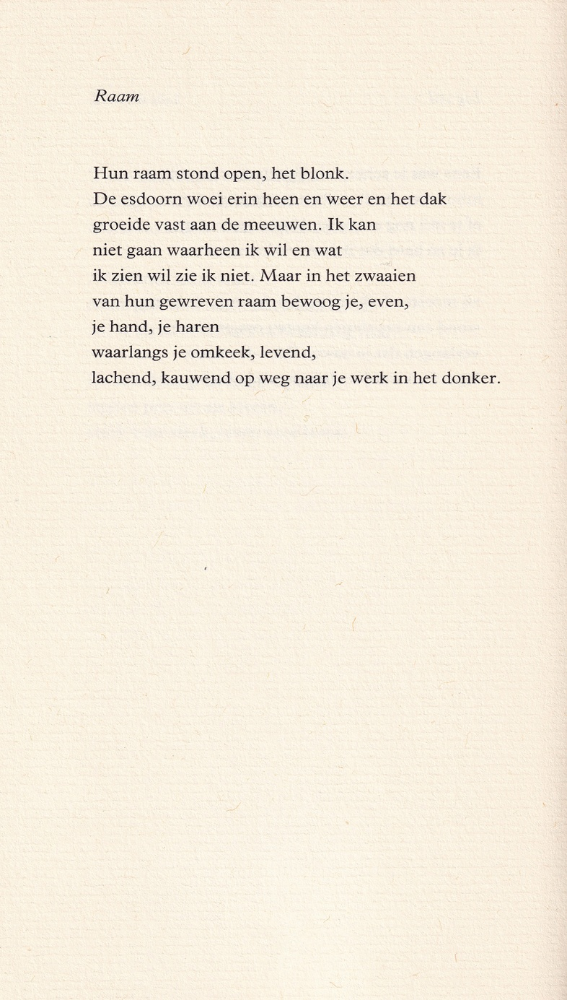 Raam
Hun raam stond open, het blonk.
De esdoorn woei erin heen en weer en het dak
groeide vast aan de meeuwen. Ik kan
niet gaan waarheen ik wil en wat
ik zien wil zie ik niet. Maar in het zwaaien
van hun gewreven raam bewoog je, even,
je hand, je haren
waarlangs je omkeek, levend,
lachend, kauwend op weg naar je werk in het donker.